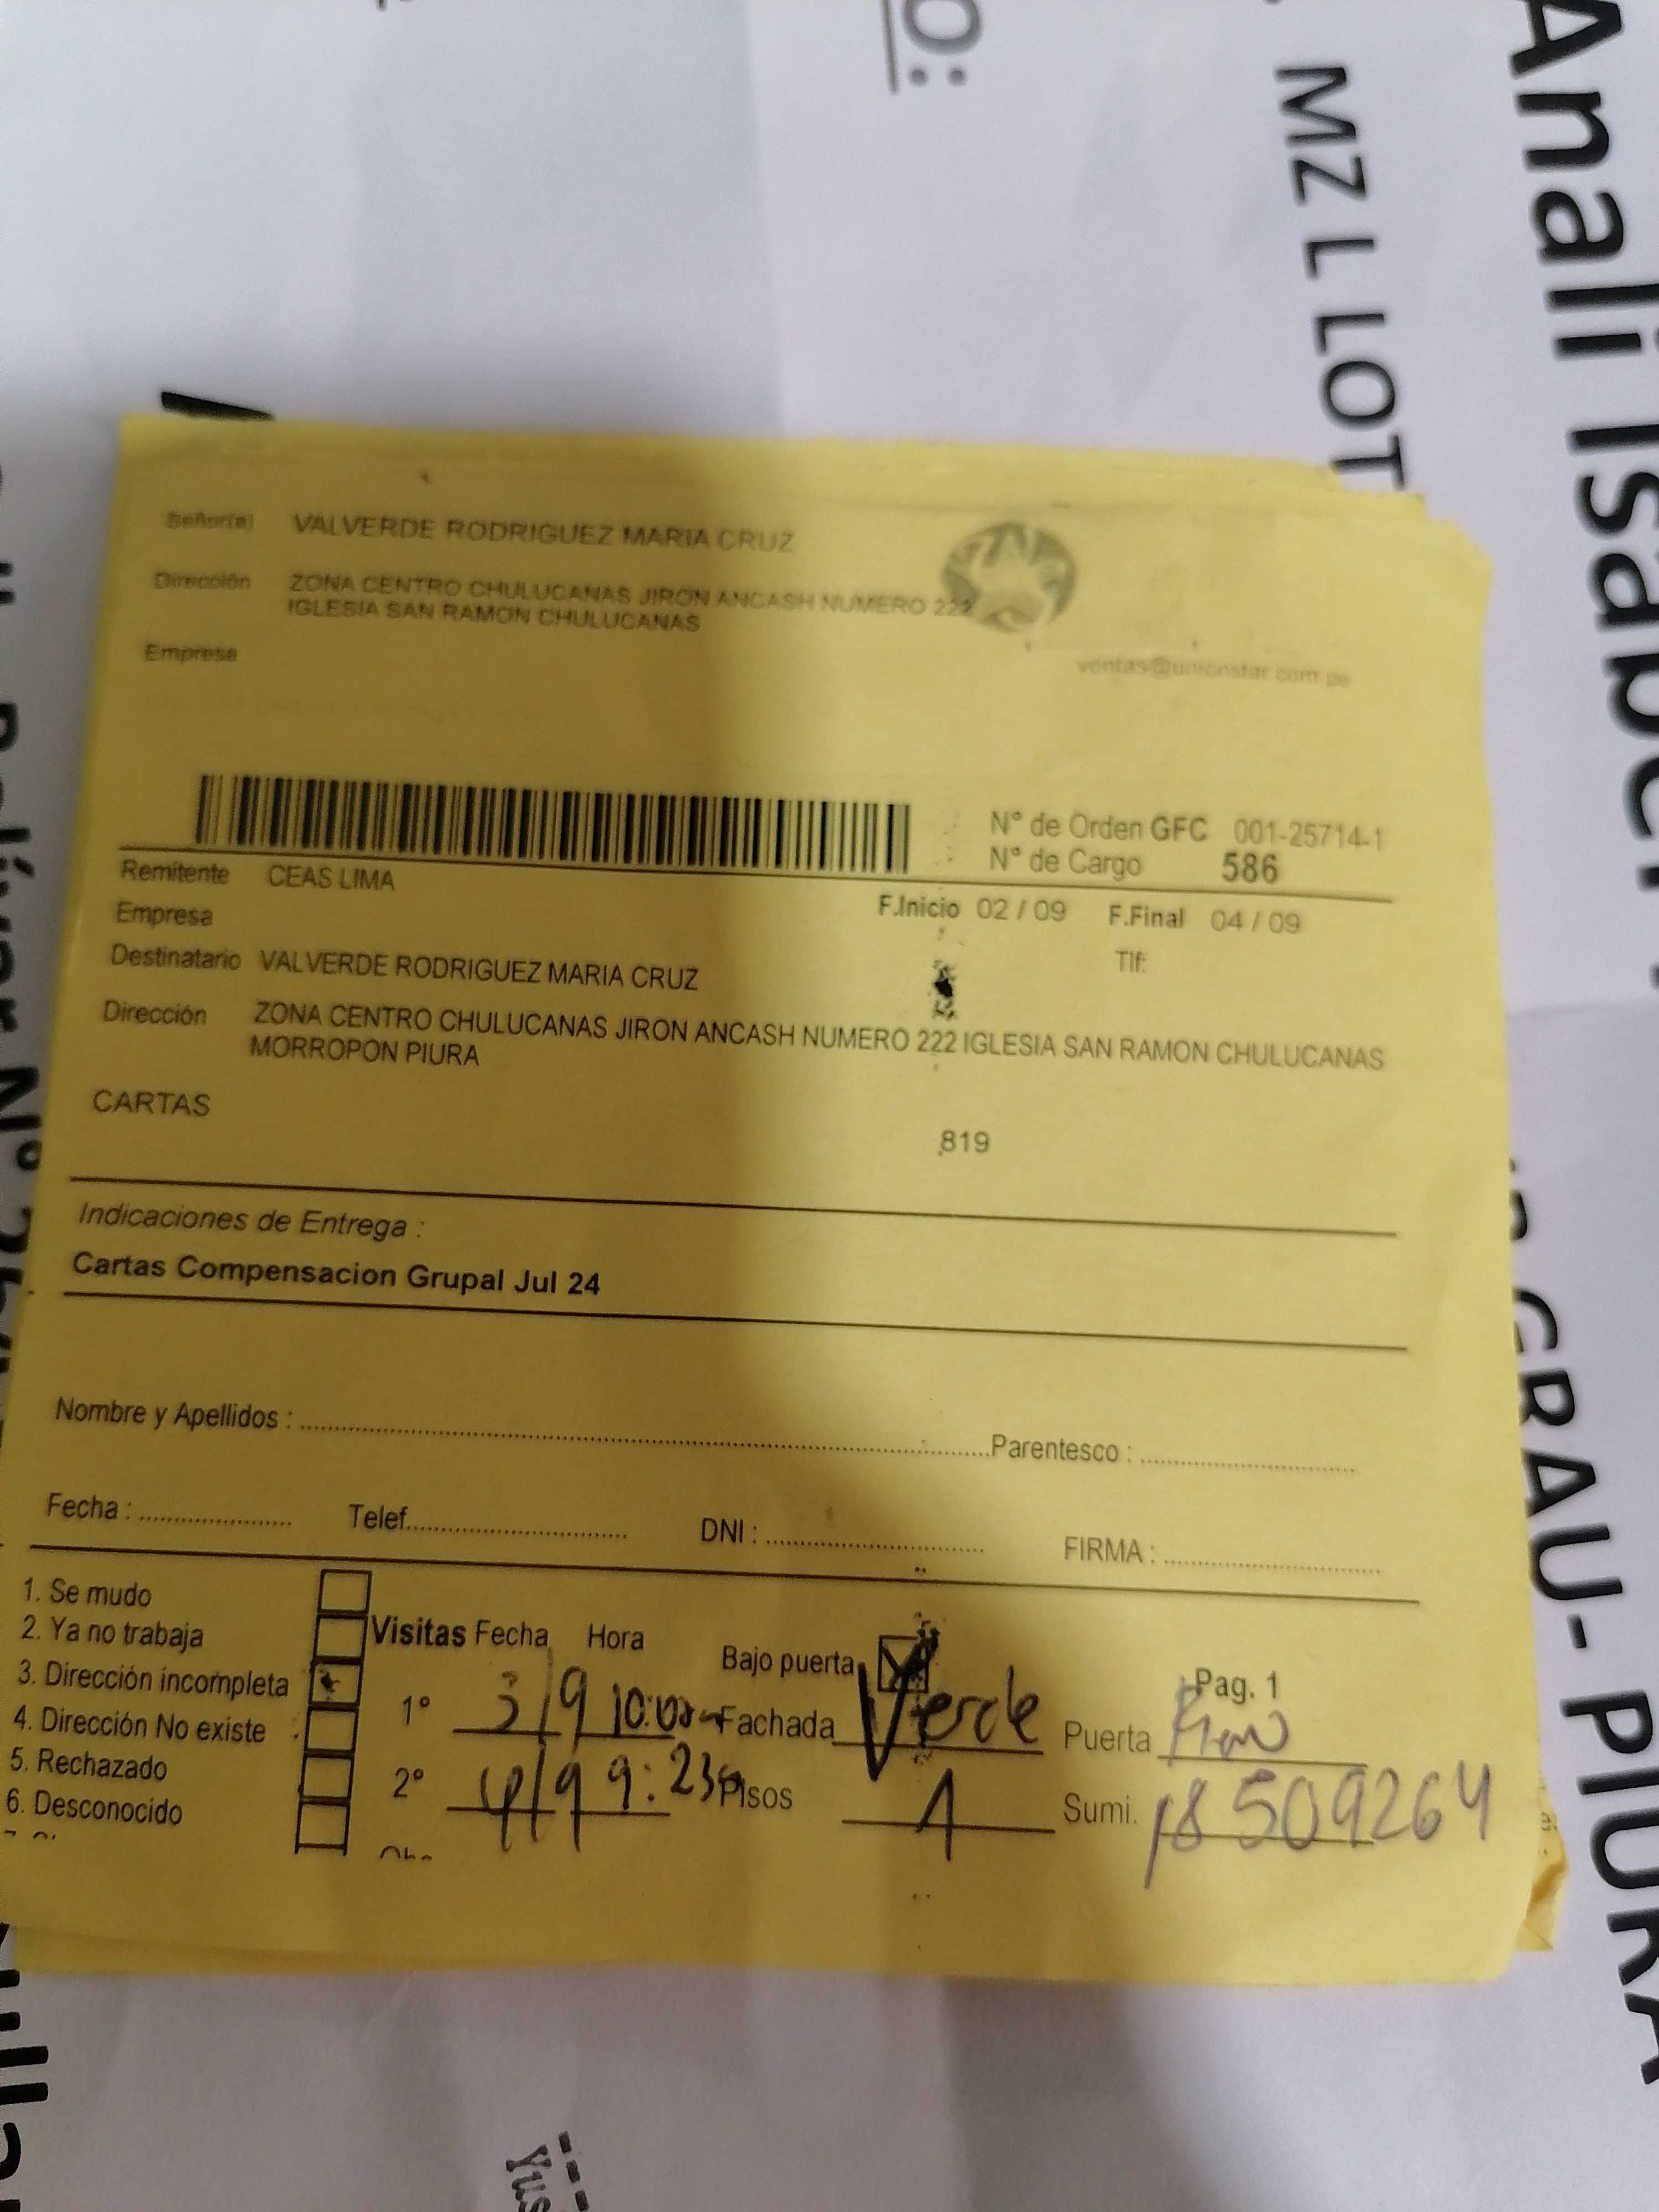 O:
MZ L LOT
Anali Isabel
GRAU- PIURA
Señor(a) VALVERDE RODRIGUEZ MARIA CRUZ
Dirección ZONA CENTRO CHULUCANAS JIRON ANCASH NUMERO 222
IGLESIA SAN RAMON CHULUCANAS
Empresa
ventas@unionstar.com.pe
N° de Orden GFC 001-25714-1
N° de Cargo 586
Remitente CEAS LIMA
Empresa F.Inicio 02 / 09 F.Final 04 / 09
Destinatario VALVERDE RODRIGUEZ MARIA CRUZ Tlf:
Dirección ZONA CENTRO CHULUCANAS JIRON ANCASH NUMERO 222 IGLESIA SAN RAMON CHULUCANAS
MORROPON PIURA
CARTAS
819
Indicaciones de Entrega :
Cartas Compensacion Grupal Jul 24
Nombre y Apellidos : Parentesco :
Fecha : Telef. DNI : FIRMA :
1. Se mudo
2. Ya no trabaja
3. Dirección incompleta
4. Dirección No existe
5. Rechazado
6. Desconocido
Visitas Fecha Hora
1° 3/9
2° 4/9 9:23
Bajo puerta
Fachada Verde
Pisos 1
Pag. 1
Puerta
Sumi. 18509264